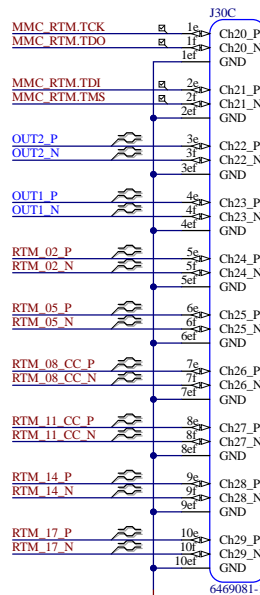 J30C
MMC_RTM.TCK 1e Ch20_P
MMC_RTM.TDO 1f Ch20_N
1ef GND
MMC_RTM.TDI 2e Ch21_P
MMC_RTM.TMS 2f Ch21_N
2ef GND
OUT2_P 3e Ch22_P
OUT2_N 3f Ch22_N
3ef GND
OUT1_P 4e Ch23_P
OUT1_N 4f Ch23_N
4ef GND
RTM_02_P 5e Ch24_P
RTM_02_N 5f Ch24_N
5ef GND
RTM_05_P 6e Ch25_P
RTM_05_N 6f Ch25_N
6ef GND
RTM_08_CC_P 7e Ch26_P
RTM_08_CC_N 7f Ch26_N
7ef GND
RTM_11_CC_P 8e Ch27_P
RTM_11_CC_N 8f Ch27_N
8ef GND
RTM_14_P 9e Ch28_P
RTM_14_N 9f Ch28_N
9ef GND
RTM_17_P 10e Ch29_P
RTM_17_N 10f Ch29_N
10ef GND
6469081-